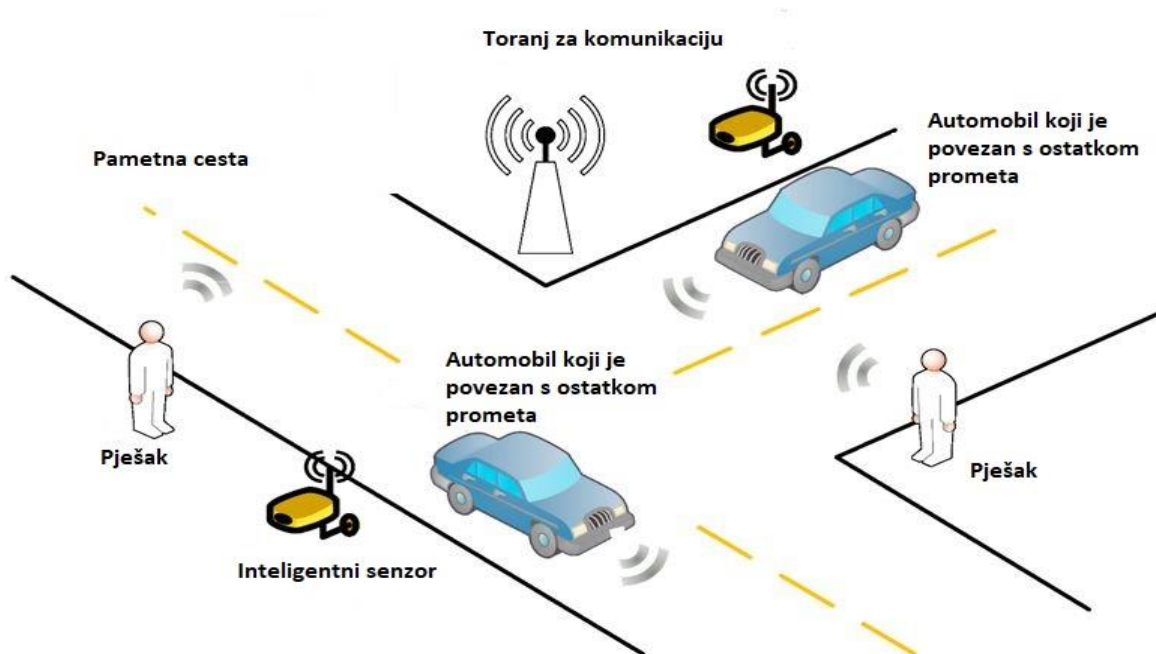 Toranj za komunikaciju
Automobil koji je
povezan s ostatkom
prometa
Pametna cesta
Automobil koji je
povezan s ostatkom
prometa
Pješak
Pješak
Inteligentni senzor